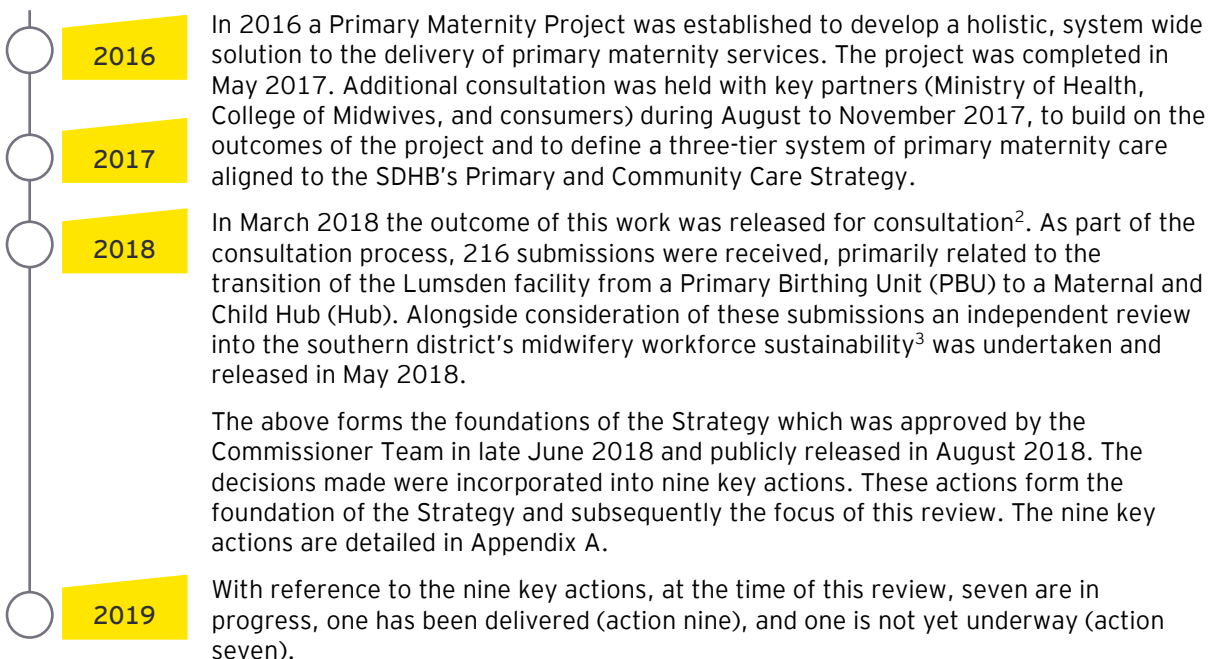 2016
In 2016 a Primary Maternity Project was established to develop a holistic, system wide
solution to the delivery of primary maternity services. The project was completed in
May 2017. Additional consultation was held with key partners (Ministry of Health,
College of Midwives, and consumers) during August to November 2017, to build on the
2017
outcomes of the project and to define a three-tier system of primary maternity care
aligned to the SDHB's Primary and Community Care Strategy.
2018
In March 2018 the outcome of this work was released for consultation². As part of the
consultation process, 216 submissions were received, primarily related to the
transition of the Lumsden facility from a Primary Birthing Unit (PBU) to a Maternal and
Child Hub (Hub). Alongside consideration of these submissions an independent review
into the southern district's midwifery workforce sustainability³ was undertaken and
released in May 2018.
The above forms the foundations of the Strategy which was approved by the
Commissioner Team in late June 2018 and publicly released in August 2018. The
decisions made were incorporated into nine key actions. These actions form the
foundation of the Strategy and subsequently the focus of this review. The nine key
actions are detailed in Appendix A.
2019
With reference to the nine key actions, at the time of this review, seven are in
progress, one has been delivered (action nine), and one is not yet underway (action
seven).